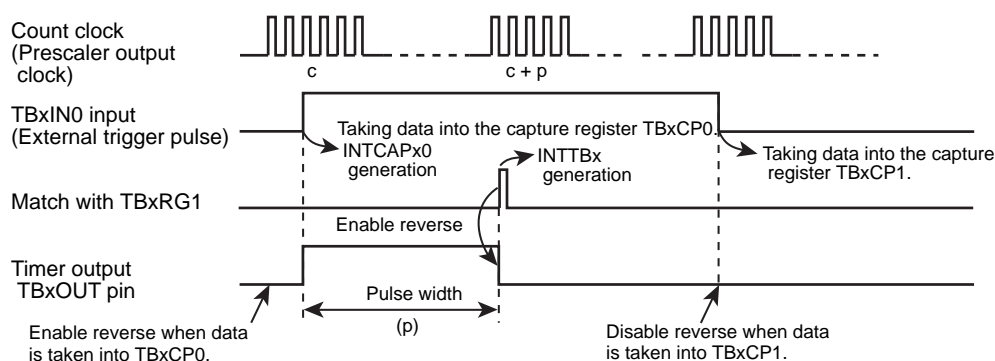 Count clock
(Prescaler output
clock)
c
c + p
TBxIN0 input
(External trigger pulse)
Taking data into the capture register TBxCP0.
INTCAPx0
generation
INTTBx
generation
Taking data into the capture
register TBxCP1.
Match with TBxRG1
Enable reverse
Timer output
TBxOUT pin
Pulse width
(p)
Enable reverse when data
is taken into TBxCP0.
Disable reverse when data
is taken into TBxCP1.